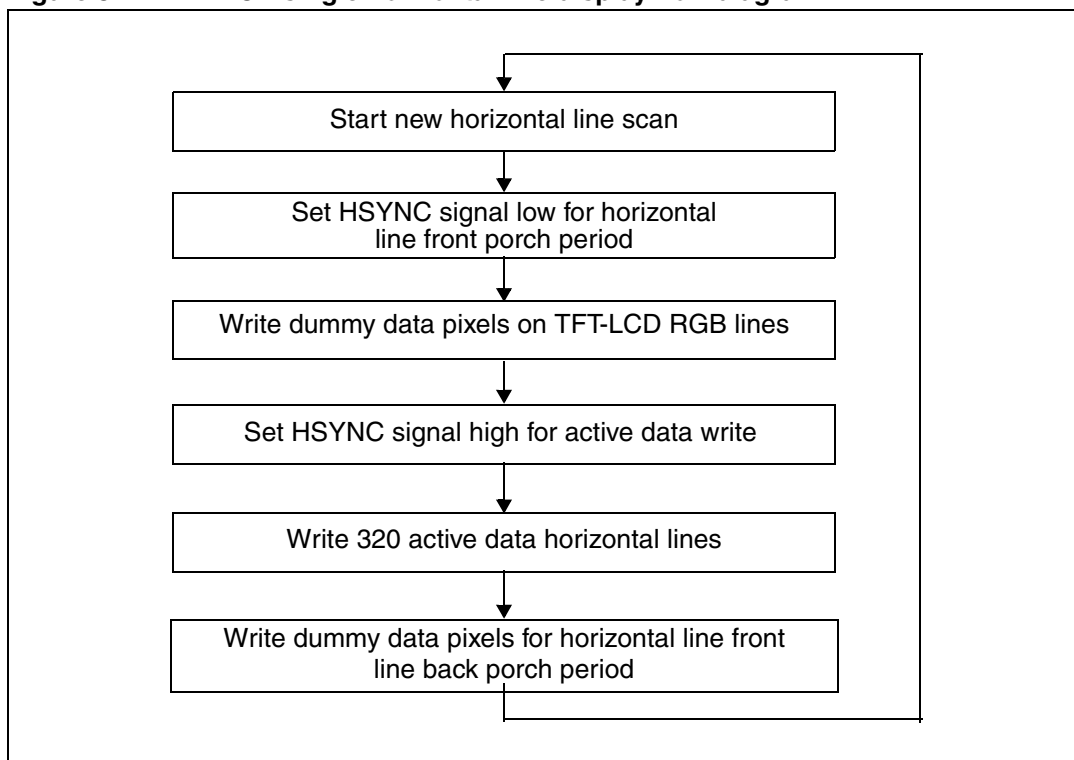 Start new horizontal line scan
Set HSYNC signal low for horizontal
line front porch period
Write dummy data pixels on TFT-LCD RGB lines
Set HSYNC signal high for active data write
Write 320 active data horizontal lines
Write dummy data pixels for horizontal line front
line back porch period